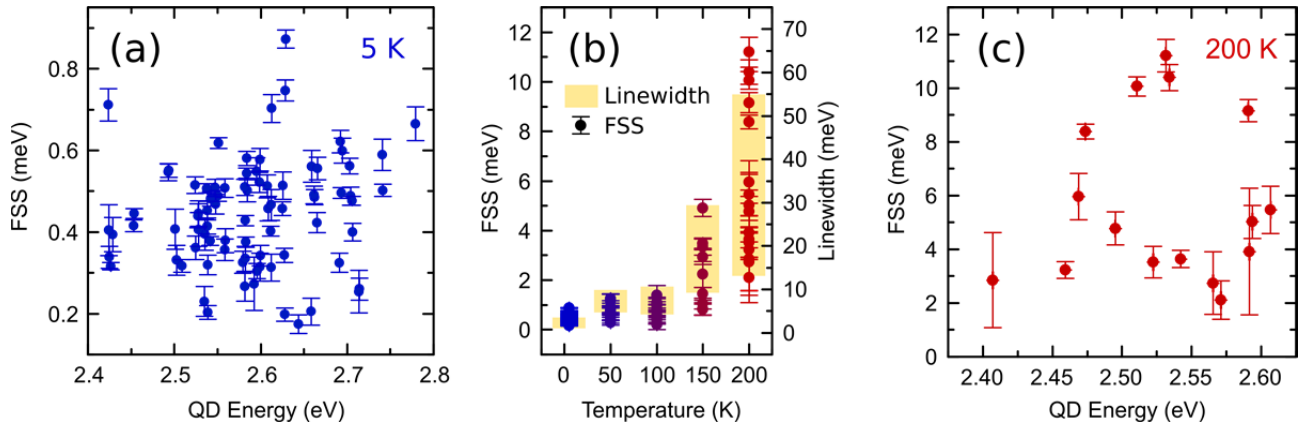 (a)
5 K
0.8
0.6
0.4
0.2
FSS (meV)
2.4
2.5
2.6
2.7
2.8
QD Energy (eV)
(b)
Linewidth
FSS
12
10
8
6
4
2
0
FSS (meV)
70
60
50
40
30
20
10
0
Linewidth (meV)
0
50
100
150
200
Temperature (K)
(c)
200 K
12
10
8
6
4
2
0
FSS (meV)
2.40
2.45
2.50
2.55
2.60
QD Energy (eV)